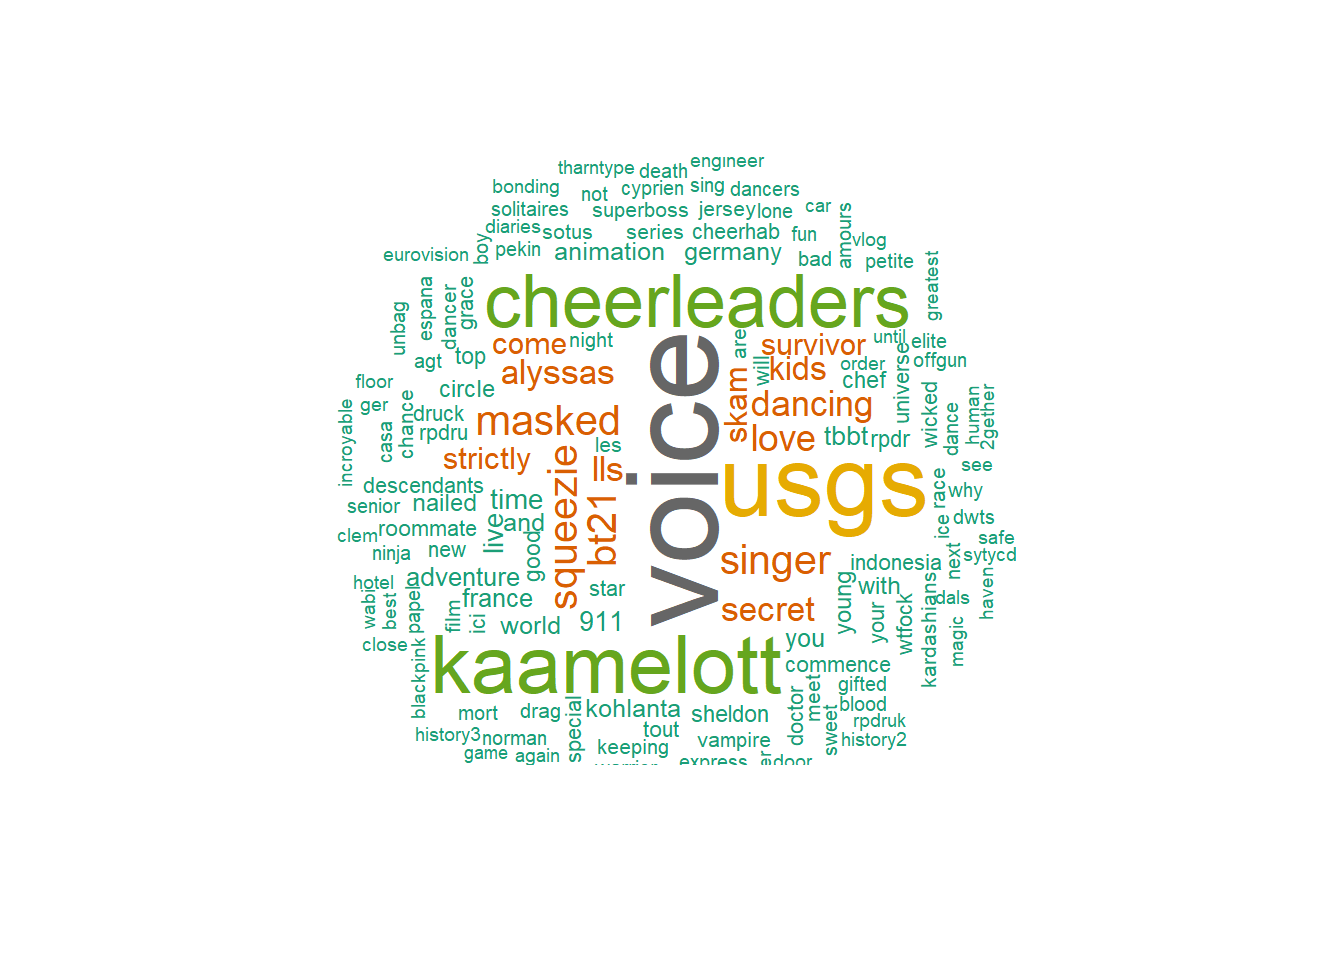 engineer
tharntype death
bonding not cyprien sing dancers
solitaires superboss jersey lone car
diaries sotus series cheerhab fun vlog
eurovision boy pekin animation germany bad amours petite
cheerleaders
greatest
unbag espana dancer grace
come night voice are survivor until elite
agt top alyssas skam will kids order chef offgun
universe
floor circle dancing wicked
ger druck masked human
incroyable casa chance rpdru love tbbt rpdr dance 2gether
les
strictly squeezie lls usgs see
descendants bt21 race why
senior nailed time
roommate live and ice dwts
clem good safe
ninja new next sytycd
singer indonesia
hotel adventure with haven
wabi best papel france star secret young dals
film ici world 911 your wtfock kardashians magic
close you
blackpink kaamelott commence
gifted
mort drag special kohlanta sheldon doctor meet blood
history3 norman tout sweet rpdruk
game again keeping vampire history2
express door